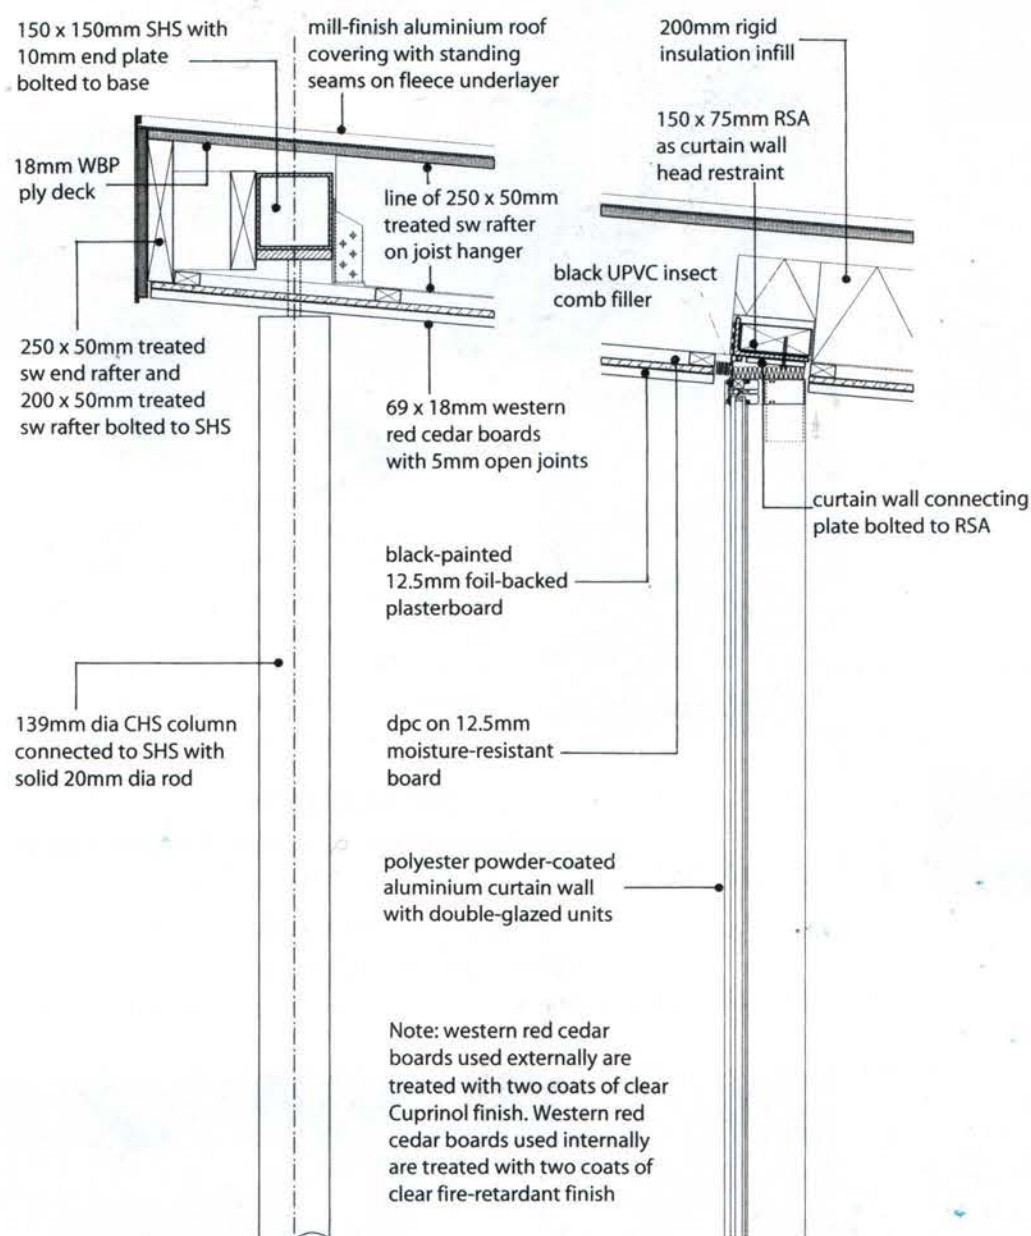 150 x 150mm SHS with
10mm end plate
bolted to base
mill-finish aluminium roof
covering with standing
seams on fleece underlayer
200mm rigid
insulation infill
150 x 75mm RSA
as curtain wall
head restraint
18mm WBP
ply deck
line of 250 x 50mm
treated sw rafter
on joist hanger
black UPVC insect
comb filler
250 x 50mm treated
sw end rafter and
200 x 50mm treated
sw rafter bolted to SHS
69 x 18mm western
red cedar boards
with 5mm open joints
curtain wall connecting
plate bolted to RSA
black-painted
12.5mm foil-backed
plasterboard
139mm dia CHS column
connected to SHS with
solid 20mm dia rod
dpc on 12.5mm
moisture-resistant
board
polyester powder-coated
aluminium curtain wall
with double-glazed units
Note: western red cedar
boards used externally are
treated with two coats of clear
Cuprinol finish. Western red
cedar boards used internally
are treated with two coats of
clear fire-retardant finish